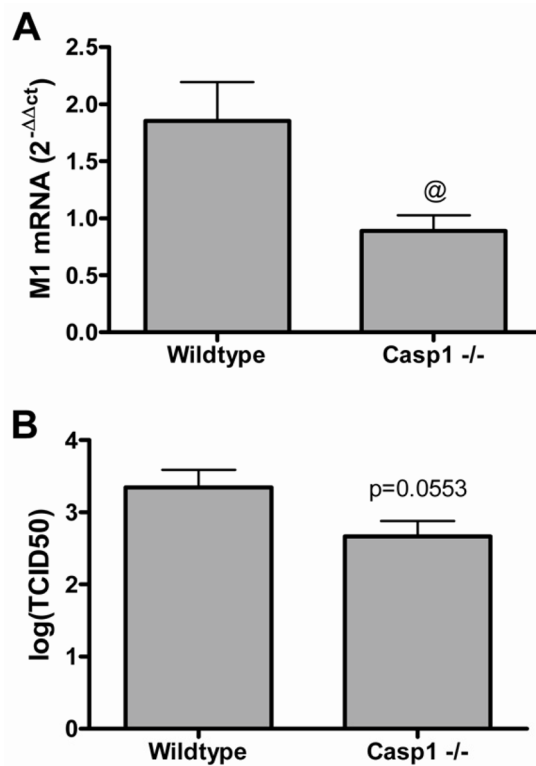 A
M1 mRNA (2^-ΔΔct)
2.5
2.0
1.5
1.0
0.5
0.0
@
Wildtype Casp1 -/-
B
log(TCID50)
4
3
2
1
0
p=0.0553
Wildtype Casp1 -/-